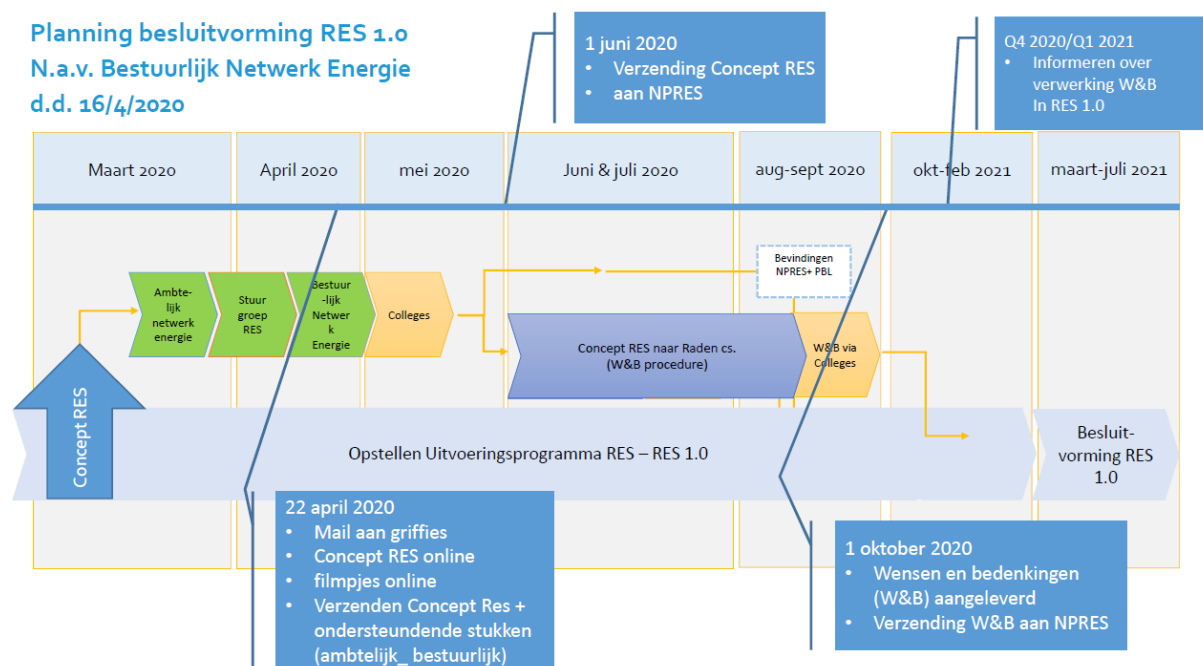 Planning besluitvorming RES 1.0
N.a.v. Bestuurlijk Netwerk Energie
d.d. 16/4/2020
1 juni 2020
• Verzending Concept RES
• aan NPRES
Q4 2020/Q1 2021
• Informeren over
verwerking W&B
In RES 1.0
Maart 2020
April 2020
mei 2020
Juni & juli 2020
aug-sept 2020
okt-feb 2021
maart-juli 2021
Ambte-
lijk
netwerk
energie
Stuur
groep
RES
Bestuur
-lijk
Netwer
k
Energie
Colleges
Bevindingen
NPRES+ PBL
Concept RES naar Raden cs.
(W&B procedure)
W&B via
Colleges
Concept RES
Opstellen Uitvoeringsprogramma RES – RES 1.0
Besluit-
vorming RES
1.0
22 april 2020
• Mail aan griffies
• Concept RES online
• filmpjes online
• Verzenden Concept Res +
ondersteundende stukken
(ambtelijk_ bestuurlijk)
1 oktober 2020
• Wensen en bedenkingen
(W&B) aangeleverd
• Verzending W&B aan NPRES